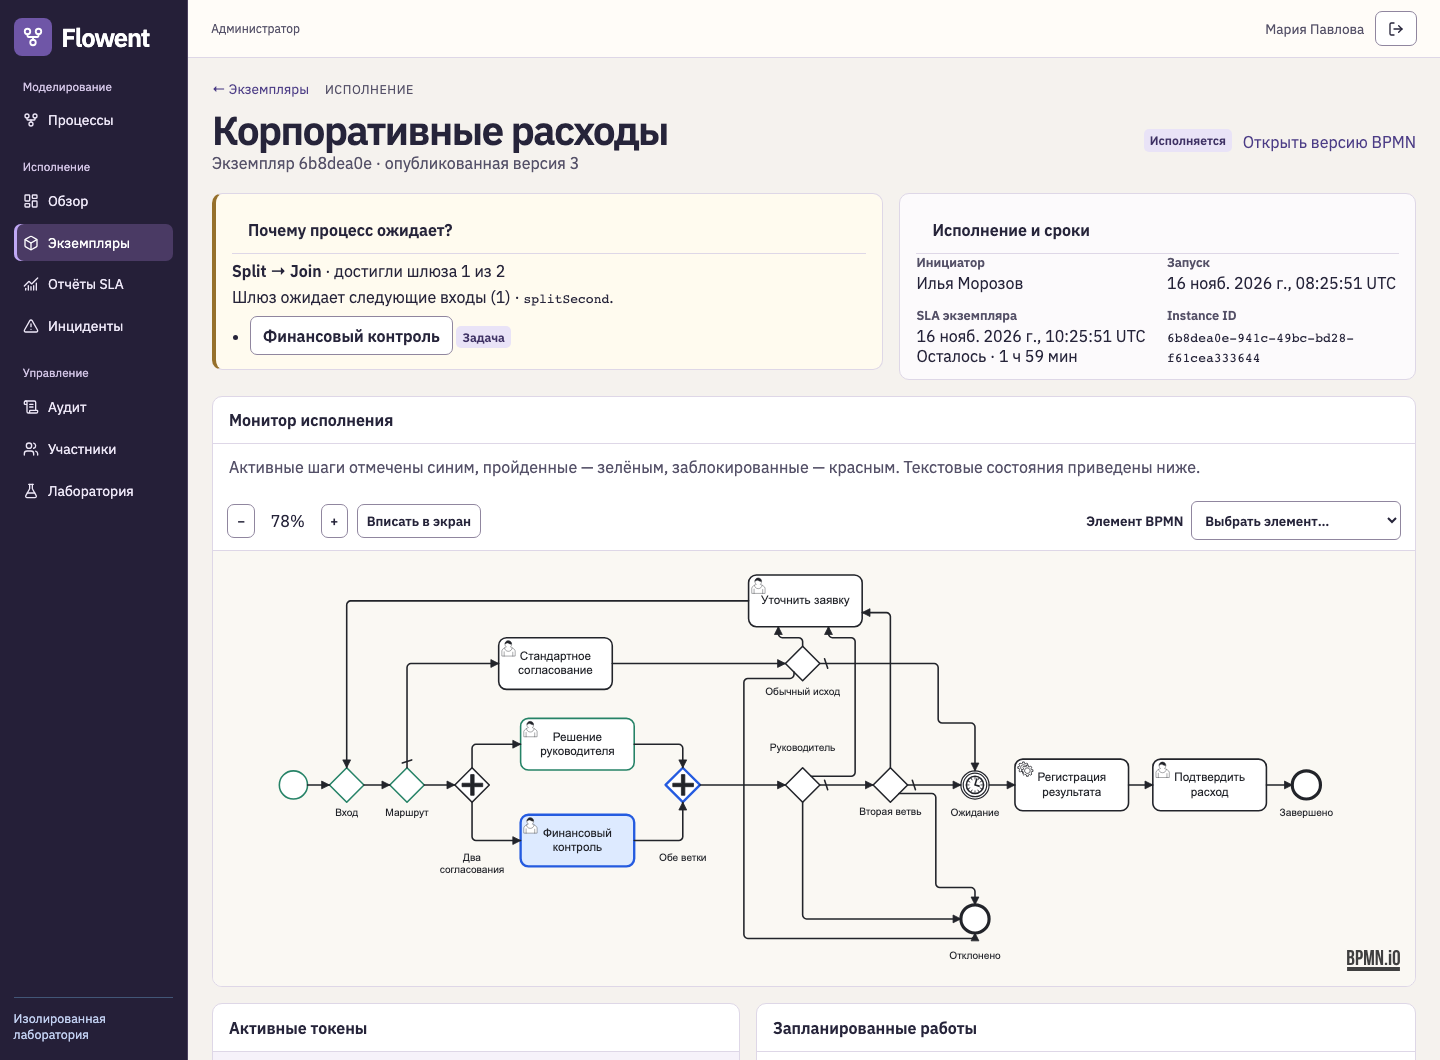 Flowent
Администратор
Мария Павлова
Моделирование
Процессы
Исполнение
Обзор
Экземпляры
Отчёты SLA
Инциденты
Управление
Аудит
Участники
Лаборатория
Изолированная
лаборатория
← Экземпляры ИСПОЛНЕНИЕ
Корпоративные расходы
Экземпляр 6b8dea0e · опубликованная версия 3
Исполняется Открыть версию BPMN
Почему процесс ожидает?
Split → Join · достигли шлюза 1 из 2
Шлюз ожидает следующие входы (1) · splitSecond.
• Финансовый контроль Задача
Исполнение и сроки
Инициатор
Илья Морозов
Запуск
16 нояб. 2026 г., 08:25:51 UTC
SLA экземпляра
16 нояб. 2026 г., 10:25:51 UTC
Осталось · 1 ч 59 мин
Instance ID
6b8dea0e-941c-49bc-bd28-
f61cea333644
Монитор исполнения
Активные шаги отмечены синим, пройденные — зелёным, заблокированные — красным. Текстовые состояния приведены ниже.
− 78% + Вписать в экран
Элемент BPMN Выбрать элемент...
Уточнить заявку
Стандартное
согласование
Обычный исход
Решение
руководителя
Руководитель
Вход
Маршрут
Вторая ветвь
Ожидание
Регистрация
результата
Подтвердить
расход
Завершено
Финансовый
контроль
Два
согласования
Обе ветки
Отклонено
BPMN.iO
Активные токены
Запланированные работы